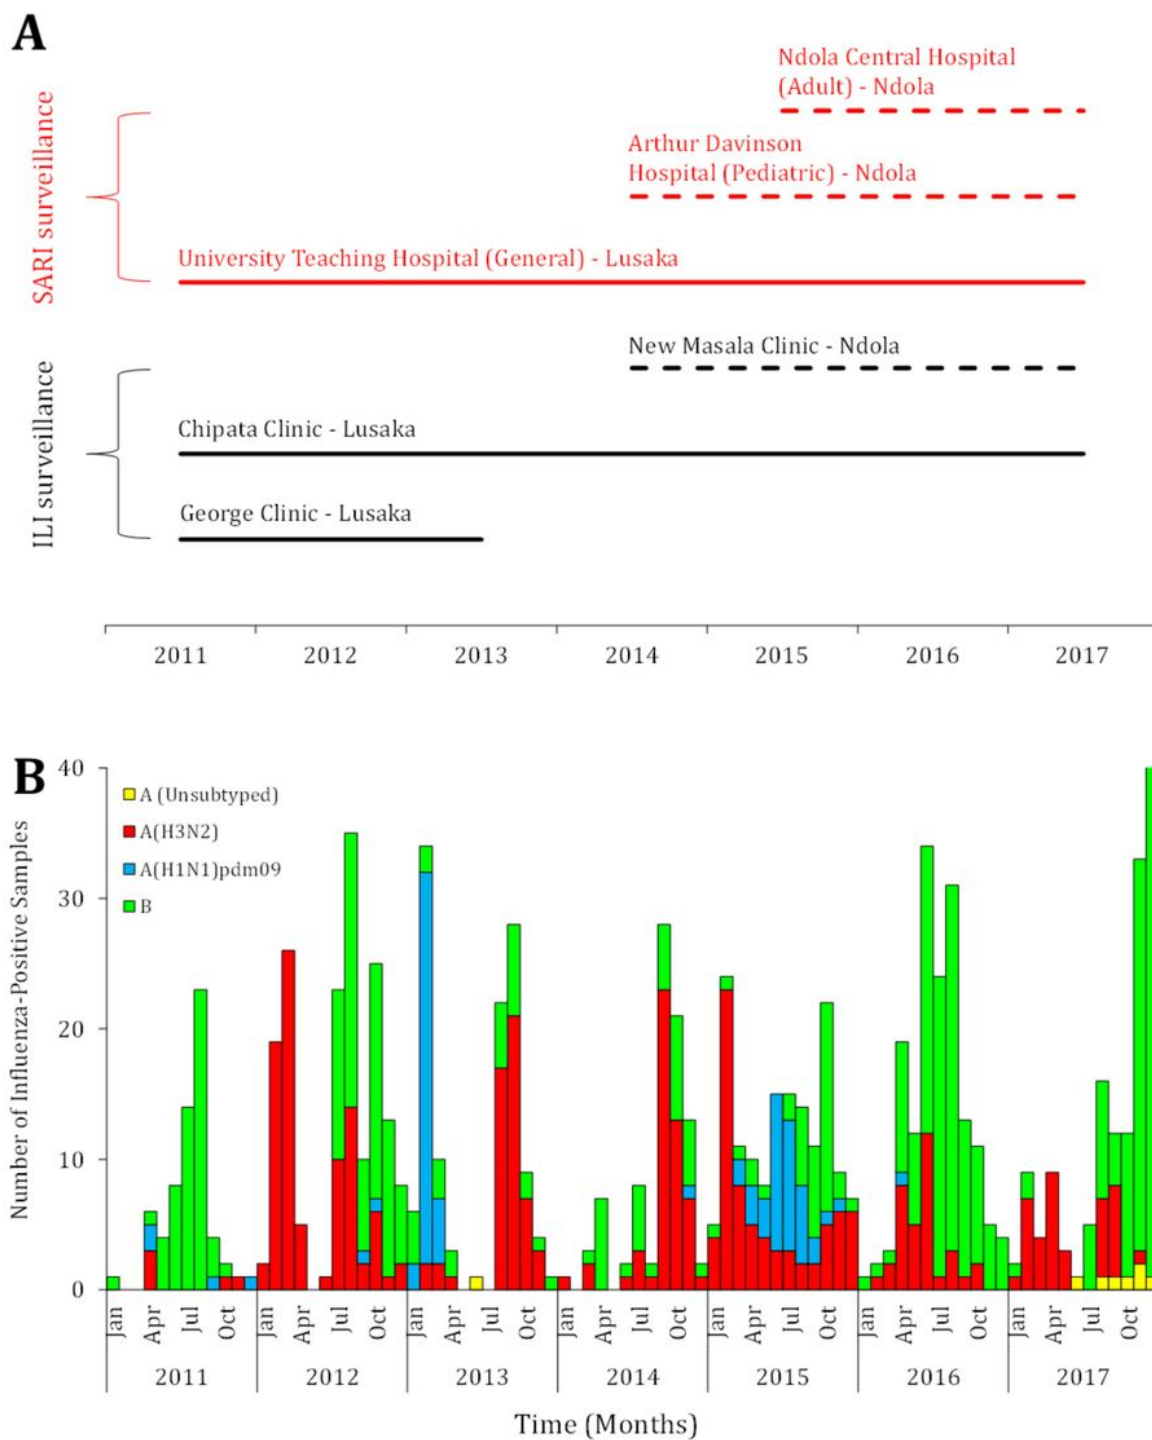 A
SARI surveillance
Ndola Central Hospital
(Adult) - Ndola
Arthur Davinson
Hospital (Pediatric) - Ndola
University Teaching Hospital (General) - Lusaka
ILI surveillance
New Masala Clinic - Ndola
Chipata Clinic - Lusaka
George Clinic - Lusaka
2011 2012 2013 2014 2015 2016 2017
B
Number of Influenza-Positive Samples
40
30
20
10
0
A (Unsubtyped)
A(H3N2)
A(H1N1)pdm09
B
Jan Apr Jul Oct Jan Apr Jul Oct Jan Apr Jul Oct Jan Apr Jul Oct Jan Apr Jul Oct Jan Apr Jul Oct Jan Apr Jul Oct
2011 2012 2013 2014 2015 2016 2017
Time (Months)